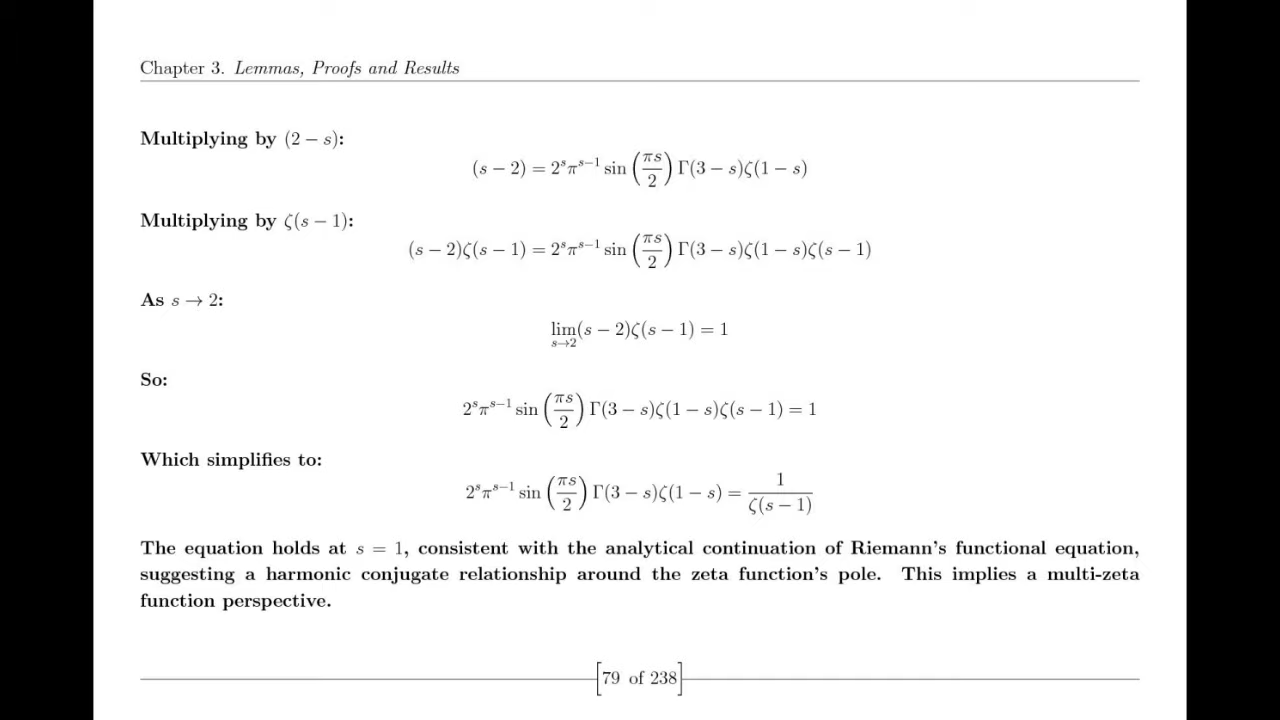 Chapter 3. Lemmas, Proofs and Results
Multiplying by (2 − s):
(s − 2) = 2^s π^{s−1} sin (πs/2) Γ(3 − s)ζ(1 − s)
Multiplying by ζ(s − 1):
(s − 2)ζ(s − 1) = 2^s π^{s−1} sin (πs/2) Γ(3 − s)ζ(1 − s)ζ(s − 1)
As s → 2:
lim_{s→2} (s − 2)ζ(s − 1) = 1
So:
2^s π^{s−1} sin (πs/2) Γ(3 − s)ζ(1 − s)ζ(s − 1) = 1
Which simplifies to:
2^s π^{s−1} sin (πs/2) Γ(3 − s)ζ(1 − s) = 1/ζ(s − 1)
The equation holds at s = 1, consistent with the analytical continuation of Riemann's functional equation,
suggesting a harmonic conjugate relationship around the zeta function's pole. This implies a multi-zeta
function perspective.
[79 of 238]